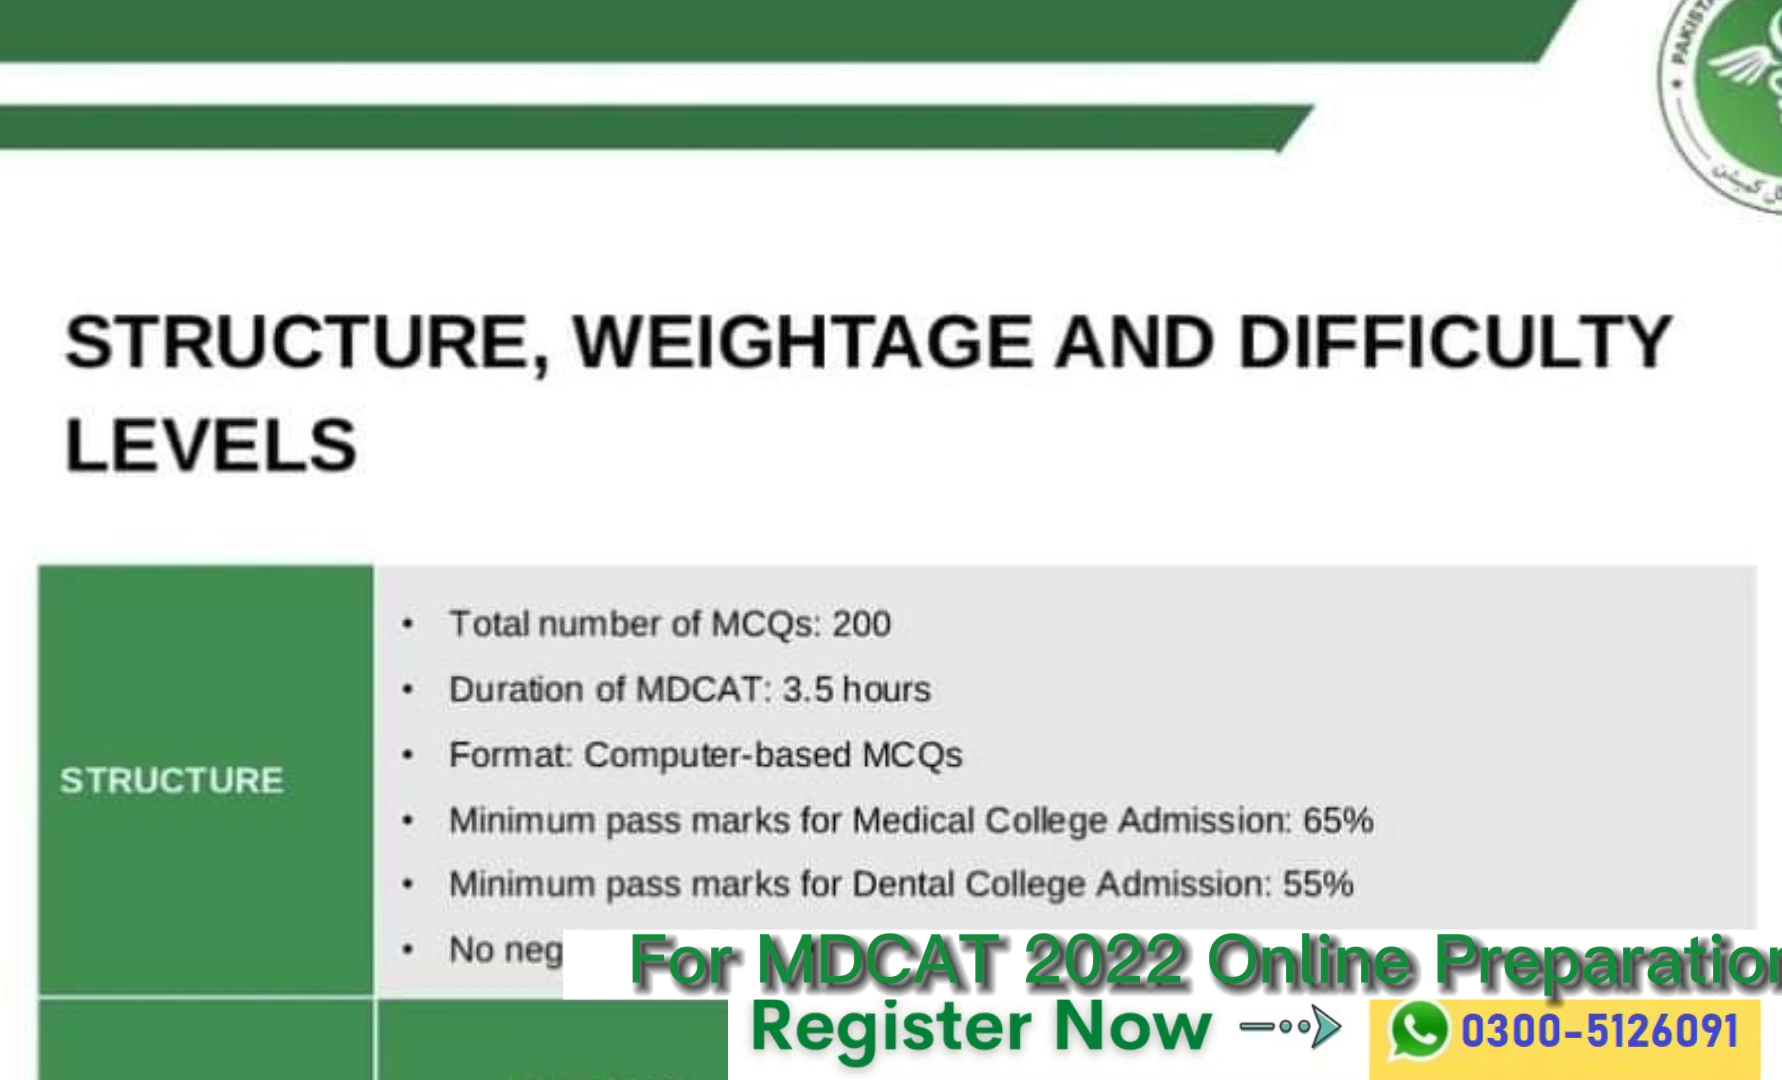 PAKISTA
STRUCTURE, WEIGHTAGE AND DIFFICULTY
LEVELS
STRUCTURE
• Total number of MCQs: 200
• Duration of MDCAT: 3.5 hours
• Format: Computer-based MCQs
• Minimum pass marks for Medical College Admission: 65%
• Minimum pass marks for Dental College Admission: 55%
• No neg
For MDCAT 2022 Online Preparation
Register Now
0300-5126091